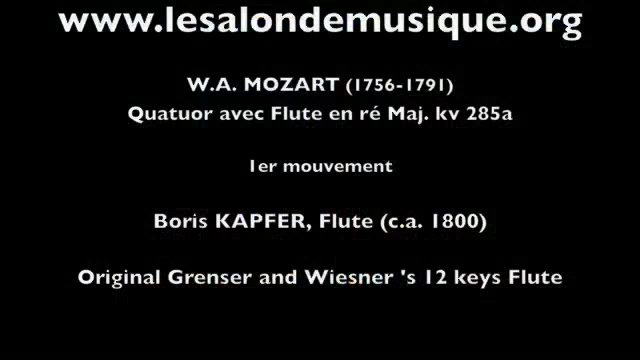 www.lesalondemusique.org
W.A. MOZART (1756-1791)
Quatuor avec Flute en ré Maj. kv 285a
1er mouvement
Boris KAPFER, Flute (c.a. 1800)
Original Grenser and Wiesner 's 12 keys Flute